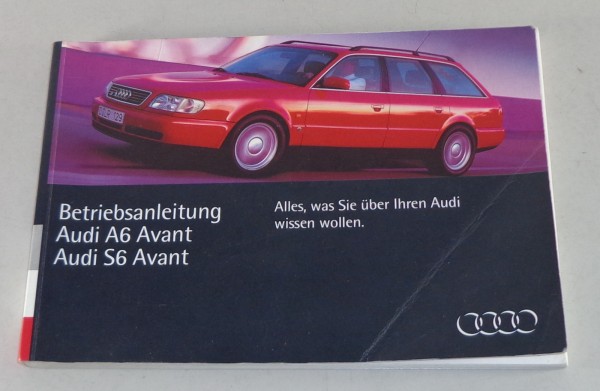 Betriebsanleitung
Audi A6 Avant
Audi S6 Avant
Alles, was Sie über Ihren Audi
wissen wollen.